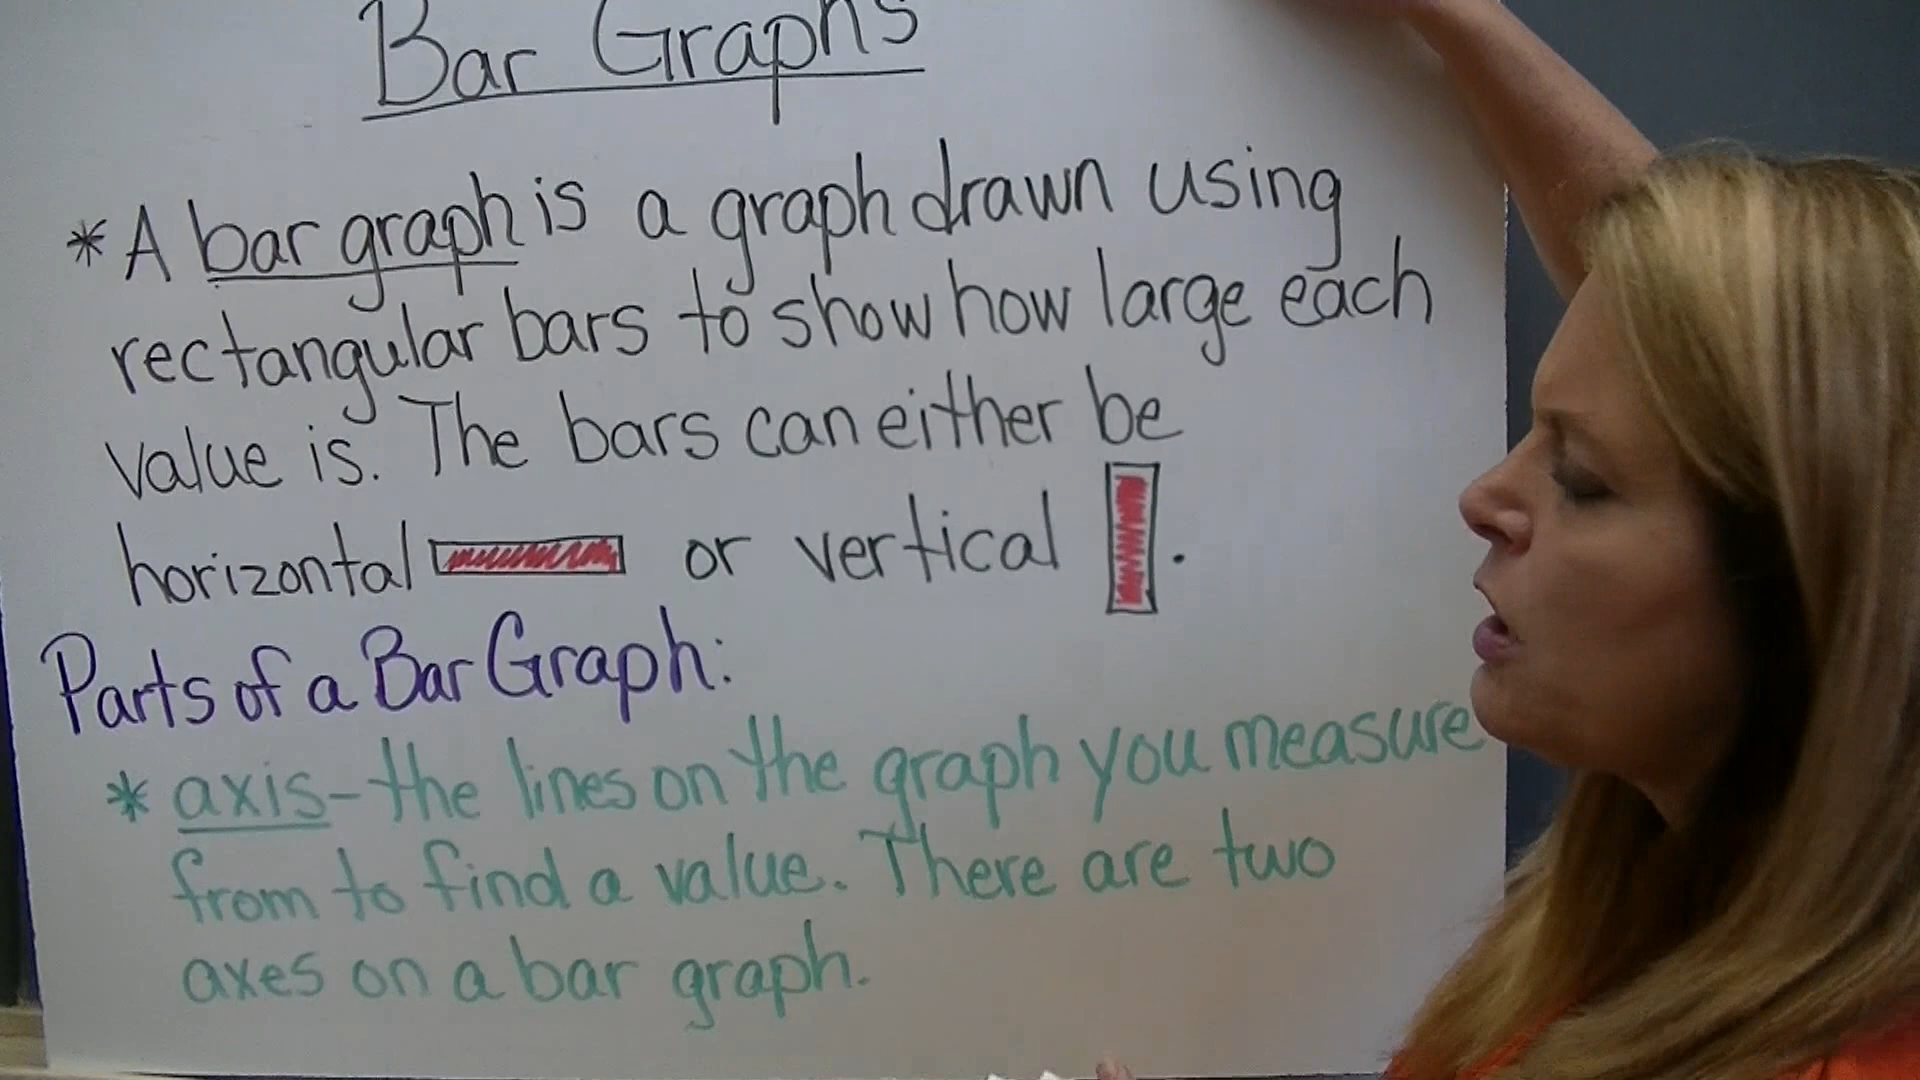 Bar Graphs
* A bar graph is a graph drawn using
rectangular bars to show how large each
value is. The bars can either be
horizontal or vertical .
Parts of a Bar Graph:
* axis - the lines on the graph you measure
from to find a value. There are two
axes on a bar graph.